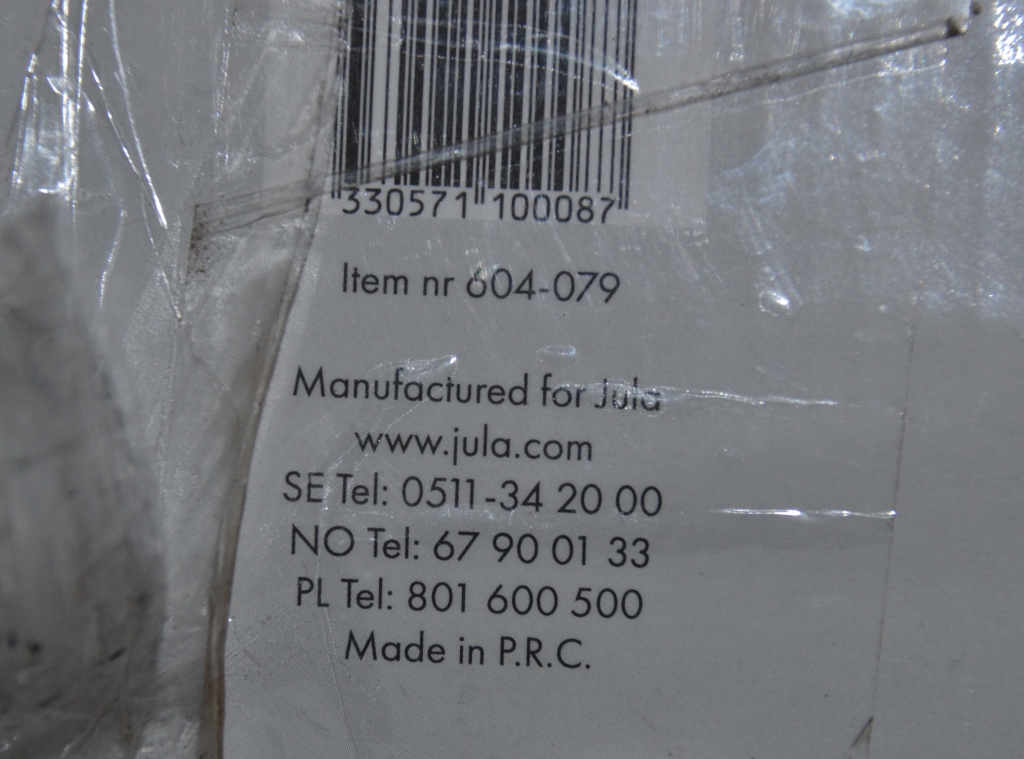 330571 100087
Item nr 604-079
Manufactured for Jula
www.jula.com
SE Tel: 0511-34 20 00
NO Tel: 67 90 01 33
PL Tel: 801 600 500
Made in P.R.C.